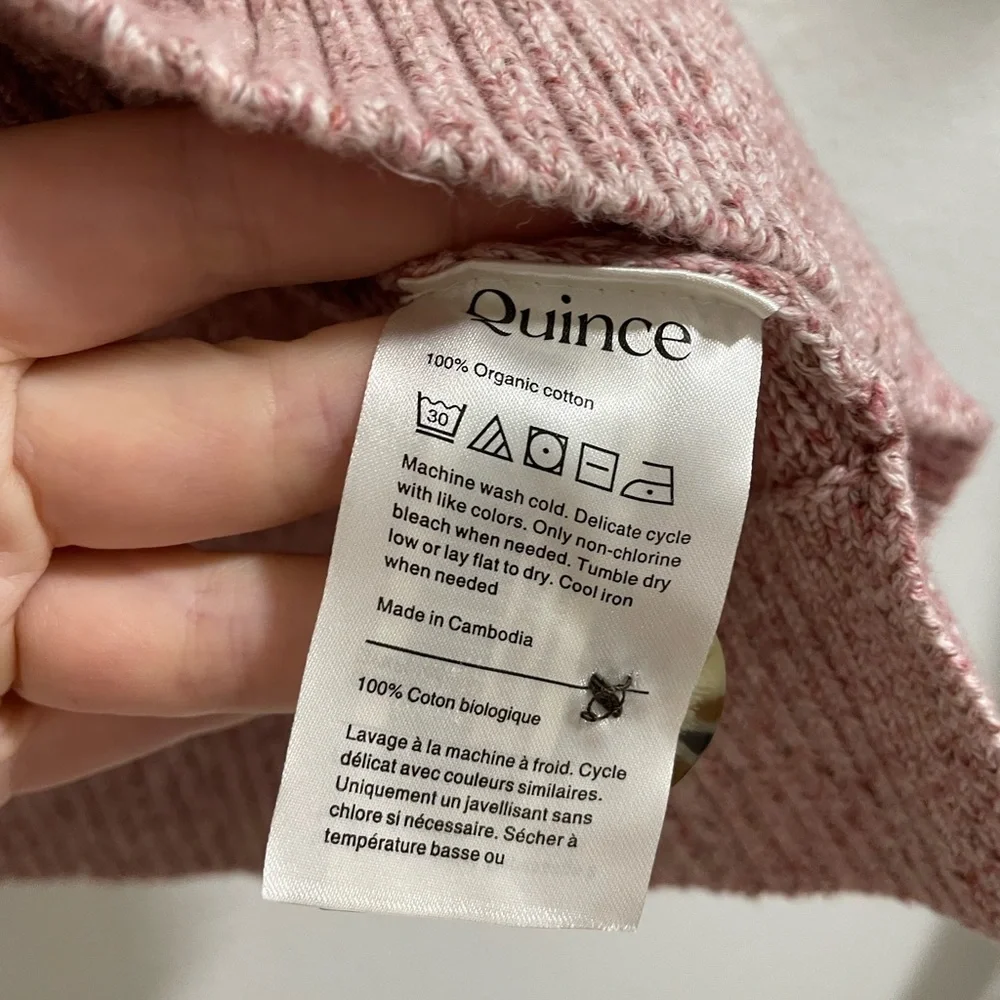 Quince
100% Organic cotton
30
Machine wash cold. Delicate cycle
with like colors. Only non-chlorine
bleach when needed. Tumble dry
low or lay flat to dry. Cool iron
when needed
Made in Cambodia
100% Coton biologique
Lavage à la machine à froid. Cycle
délicat avec couleurs similaires.
Uniquement un javellisant sans
chlore si nécessaire. Sécher à
température basse ou